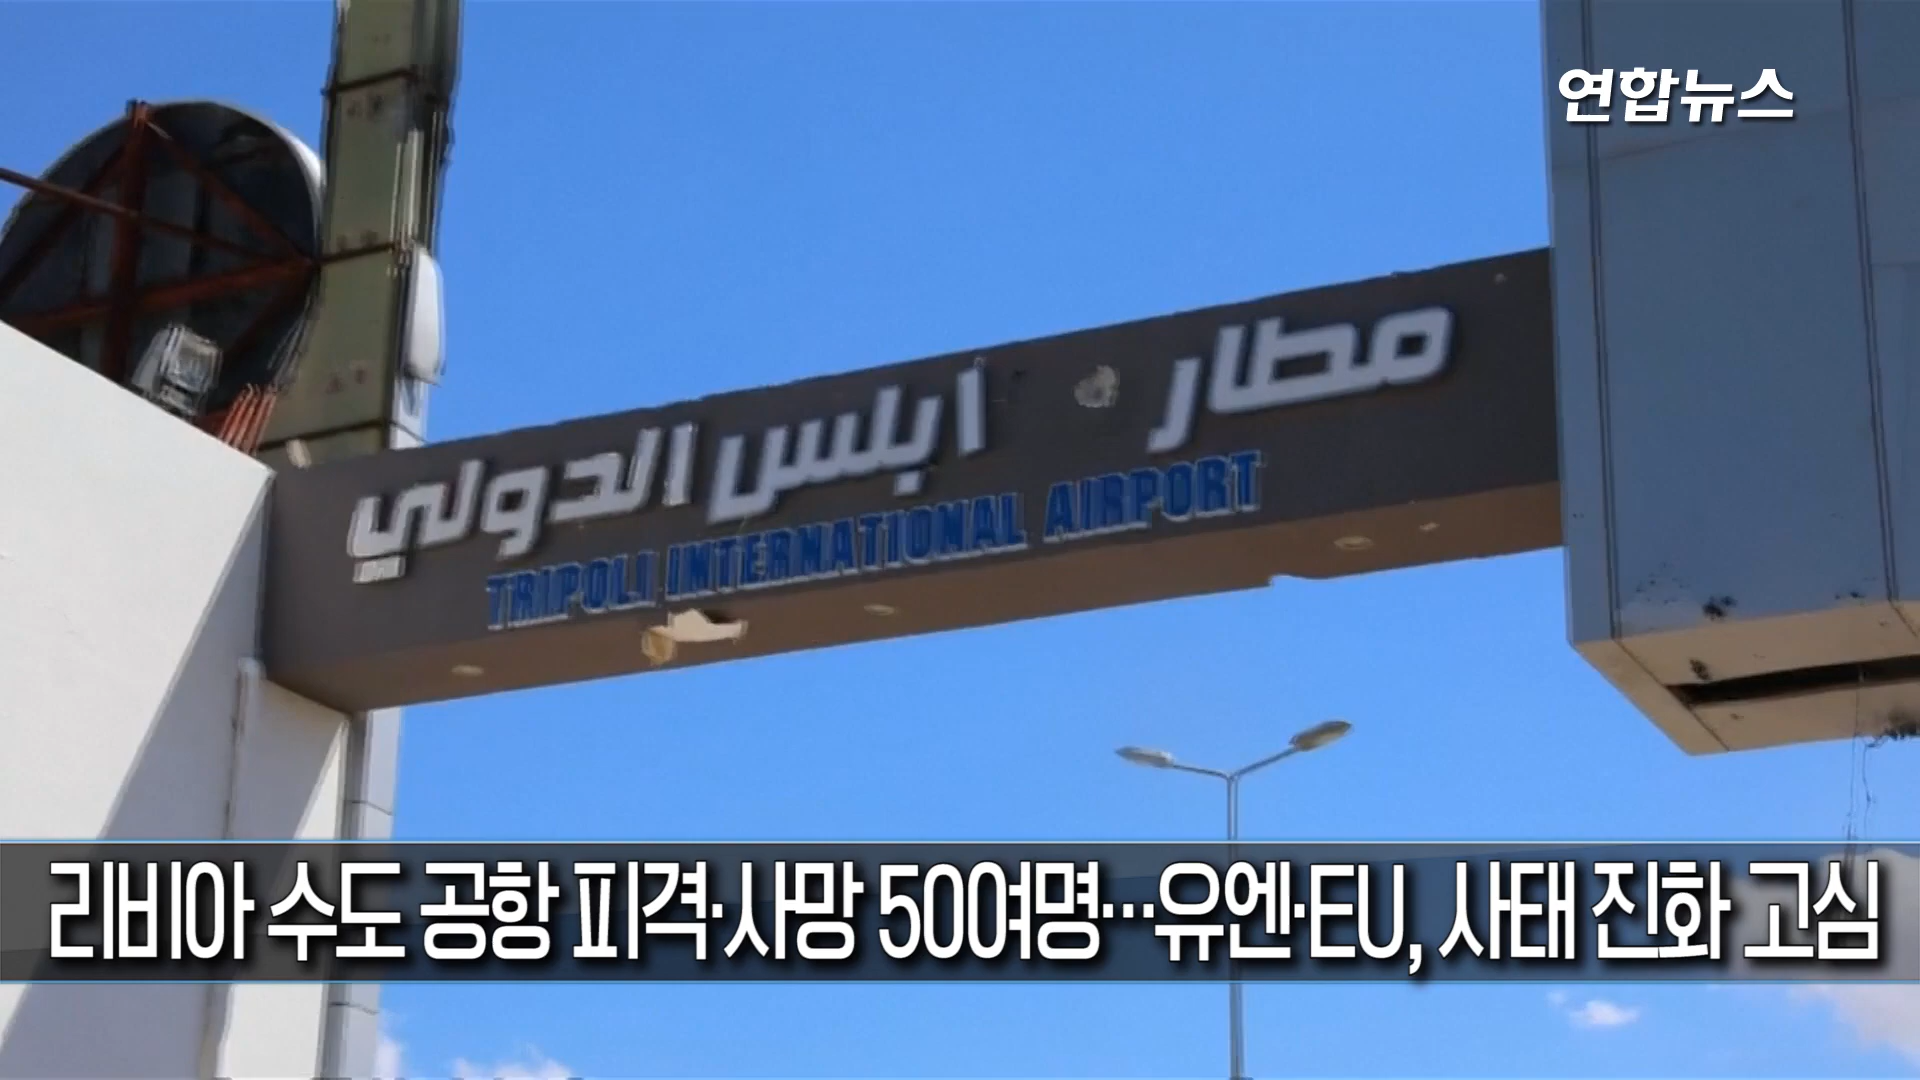 연합뉴스
مطار  ابلس الدولي
TRIPOLI INTERNATIONAL AIRPORT
리비아 수도 공항 피격·사망 500여명…유엔·EU, 사태 진화 고심